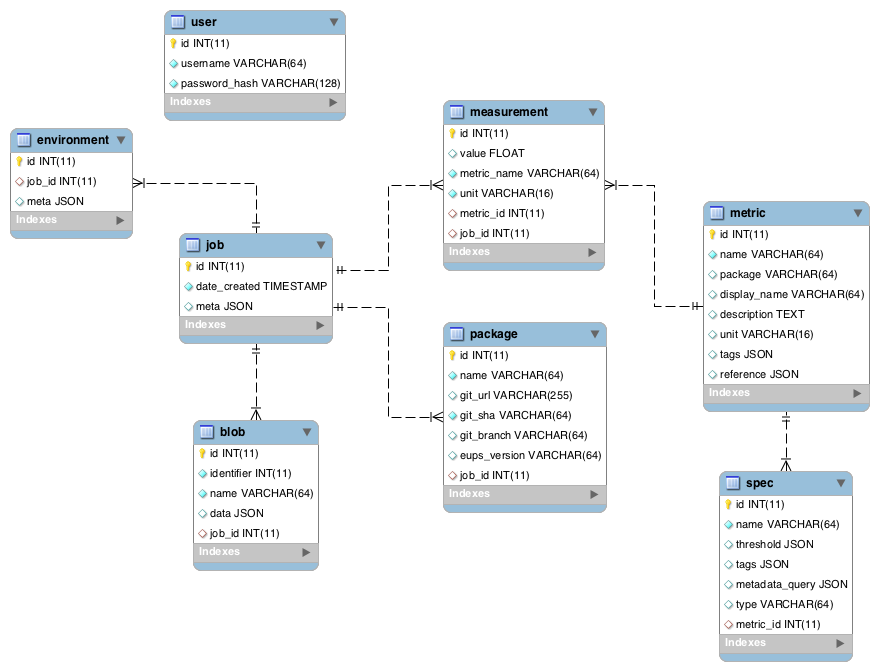 user
id INT(11)
username VARCHAR(64)
password_hash VARCHAR(128)
Indexes
environment
id INT(11)
job_id INT(11)
meta JSON
Indexes
job
id INT(11)
date_created TIMESTAMP
meta JSON
Indexes
blob
id INT(11)
identifier INT(11)
name VARCHAR(64)
data JSON
job_id INT(11)
Indexes
measurement
id INT(11)
value FLOAT
metric_name VARCHAR(64)
unit VARCHAR(16)
metric_id INT(11)
job_id INT(11)
Indexes
package
id INT(11)
name VARCHAR(64)
git_url VARCHAR(255)
git_sha VARCHAR(64)
git_branch VARCHAR(64)
eups_version VARCHAR(64)
job_id INT(11)
Indexes
metric
id INT(11)
name VARCHAR(64)
package VARCHAR(64)
display_name VARCHAR(64)
description TEXT
unit VARCHAR(16)
tags JSON
reference JSON
Indexes
spec
id INT(11)
name VARCHAR(64)
threshold JSON
tags JSON
metadata_query JSON
type VARCHAR(64)
metric_id INT(11)
Indexes